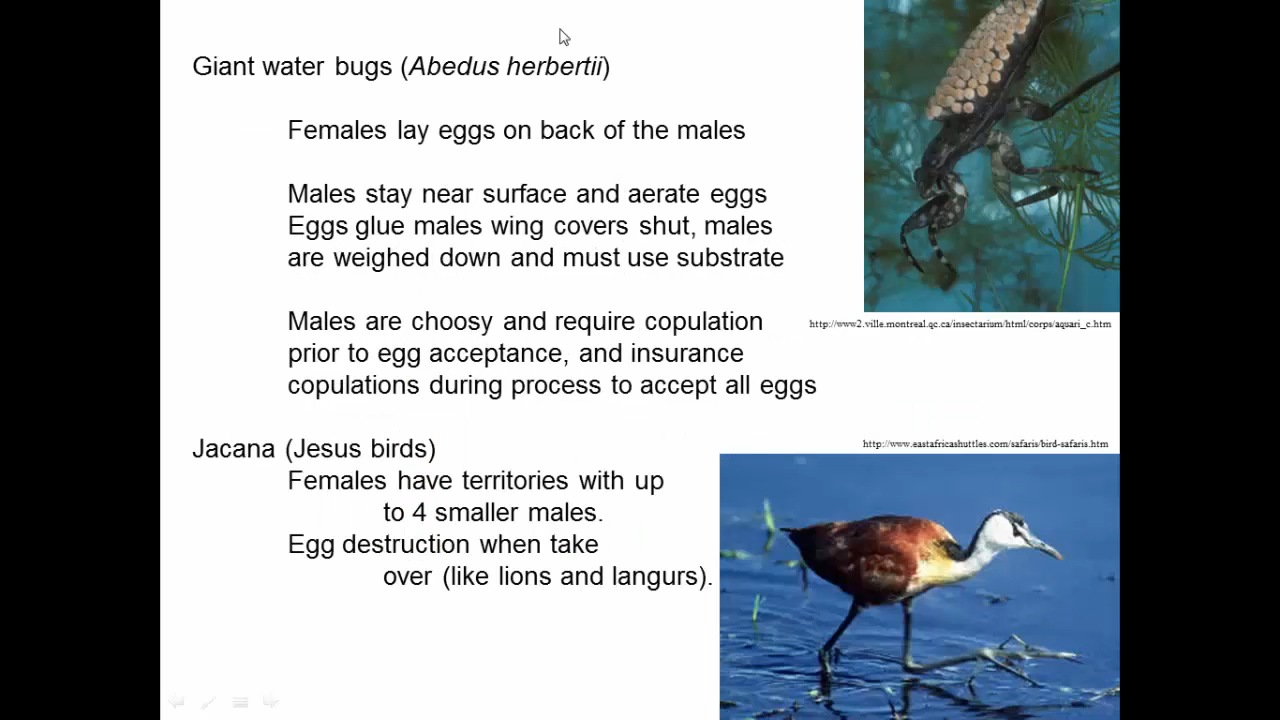 Giant water bugs (Abedus herbertii)
Females lay eggs on back of the males
Males stay near surface and aerate eggs
Eggs glue males wing covers shut, males
are weighed down and must use substrate
Males are choosy and require copulation
prior to egg acceptance, and insurance
copulations during process to accept all eggs
http://www2.ville.montreal.qc.ca/insectarium/html/corps/aquari_c.htm
Jacana (Jesus birds)
Females have territories with up
to 4 smaller males.
Egg destruction when take
over (like lions and langurs).
http://www.eastafricashuttles.com/safaris/bird-safaris.htm